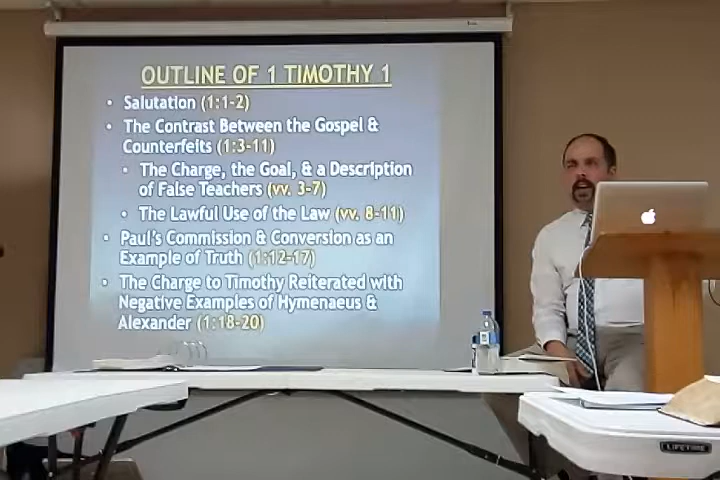 OUTLINE OF 1 TIMOTHY 1
• Salutation (1:1-2)
• The Contrast Between the Gospel &
Counterfeits (1:3-11)
• The Charge, the Goal, & a Description
of False Teachers (vv. 3-7)
• The Lawful Use of the Law (vv. 8-11)
• Paul's Commission & Conversion as an
Example of Truth (1:12-17)
• The Charge to Timothy Reiterated with
Negative Examples of Hymenaeus &
Alexander (1:18-20)
LIFETIME